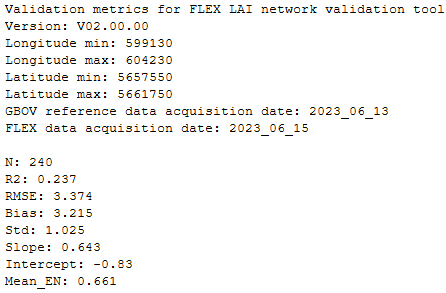 Validation metrics for FLEX LAI network validation tool
Version: V02.00.00
Longitude min: 599130
Longitude max: 604230
Latitude min: 5657550
Latitude max: 5661750
GBOV reference data acquisition date: 2023_06_13
FLEX data acquisition date: 2023_06_15
N: 240
R2: 0.237
RMSE: 3.374
Bias: 3.215
Std: 1.025
Slope: 0.643
Intercept: -0.83
Mean_EN: 0.661